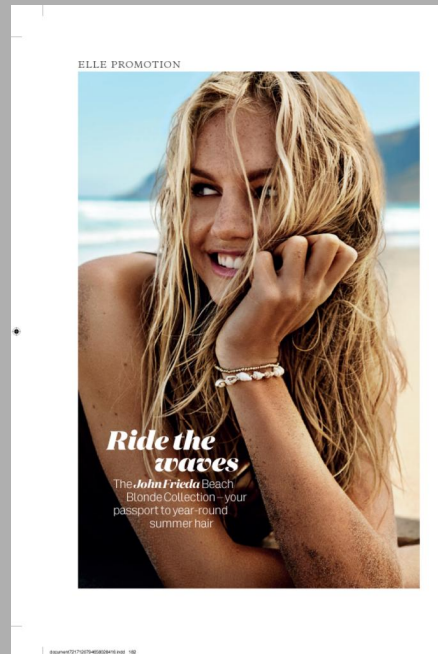 ELLE PROMOTION
Ride the
waves
The John Frieda Beach
Blonde Collection – your
passport to year-round
summer hair